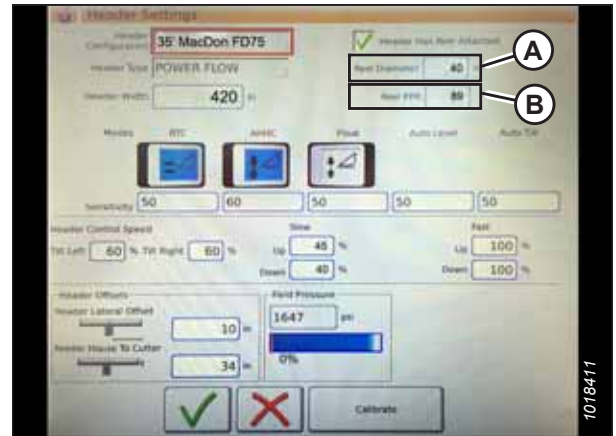 Header Settings
Header Configuration 35' MacDon FD75 Header Has Reel Attached
A
Header Type POWER FLOW Reel Diameter 40 in
Header Width 420 in Reel PPR 89
B
Modes RTC AHHC Float Auto Level Auto Tilt
Sensitivity 50 60 50 50 50
Header Control Speed Slow Fast
Tilt Left 60 % Tilt Right 60 % Up 45 % Up 100 %
Down 40 % Down 100 %
Header Offsets Field Pressure
Header Lateral Offset 1647 psi
10 in
Feeder House To Cutter 0%
34 in
Calibrate
1018411